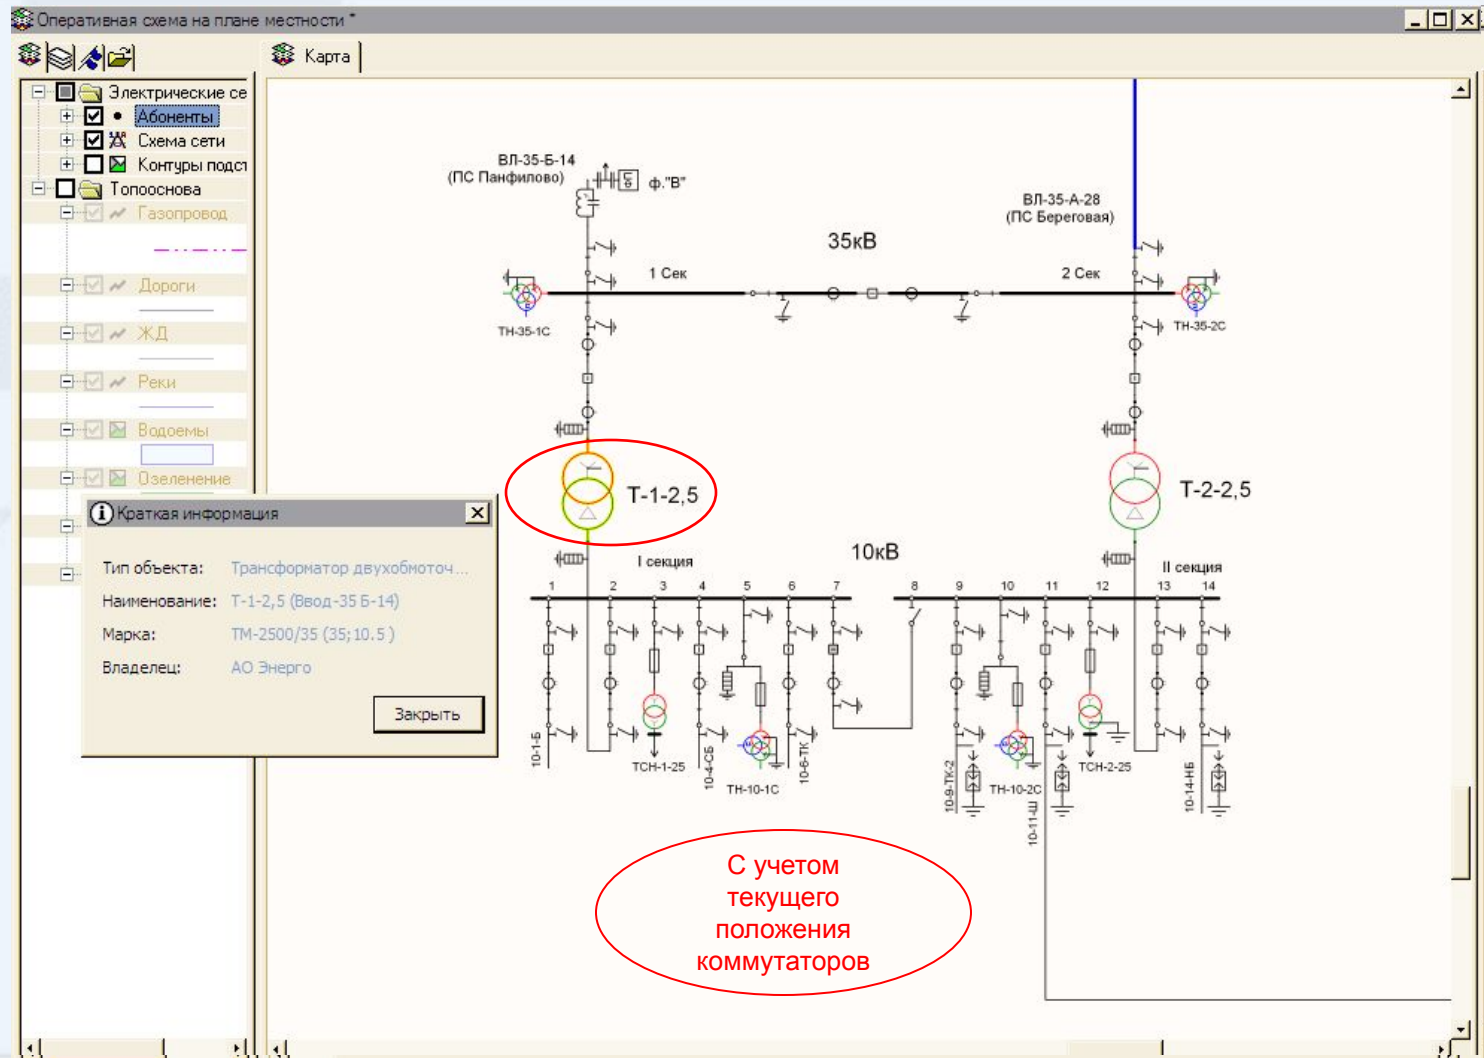 Оперативная схема на плане местности *
Карта
Электрические се
Абоненты
Схема сети
Контуры подст
Топооснова
Газопровод
Дороги
ЖД
Реки
Водоемы
Озеленение
ВЛ-35-Б-14
(ПС Панфилово)
ф."В"
ВЛ-35-А-28
(ПС Береговая)
35кВ
1 Сек
2 Сек
ТН-35-1С
ТН-35-2С
Т-1-2,5
Т-2-2,5
10кВ
I секция
II секция
1 2 3 4 5 6 7 8 9 10 11 12 13 14
Краткая информация
Тип объекта: Трансформатор двухобмоточ...
Наименование: Т-1-2,5 (Ввод-35 Б-14)
Марка: ТМ-2500/35 (35;10.5 )
Владелец: АО Энерго
Закрыть
10-1-Б
ТСН-1-25
10-4-СБ
ТН-10-1С
10-6-ТК
10-9-ТК-2
ТН-10-2С
10-11-Ш
ТСН-2-25
10-14-НБ
С учетом
текущего
положения
коммутаторов